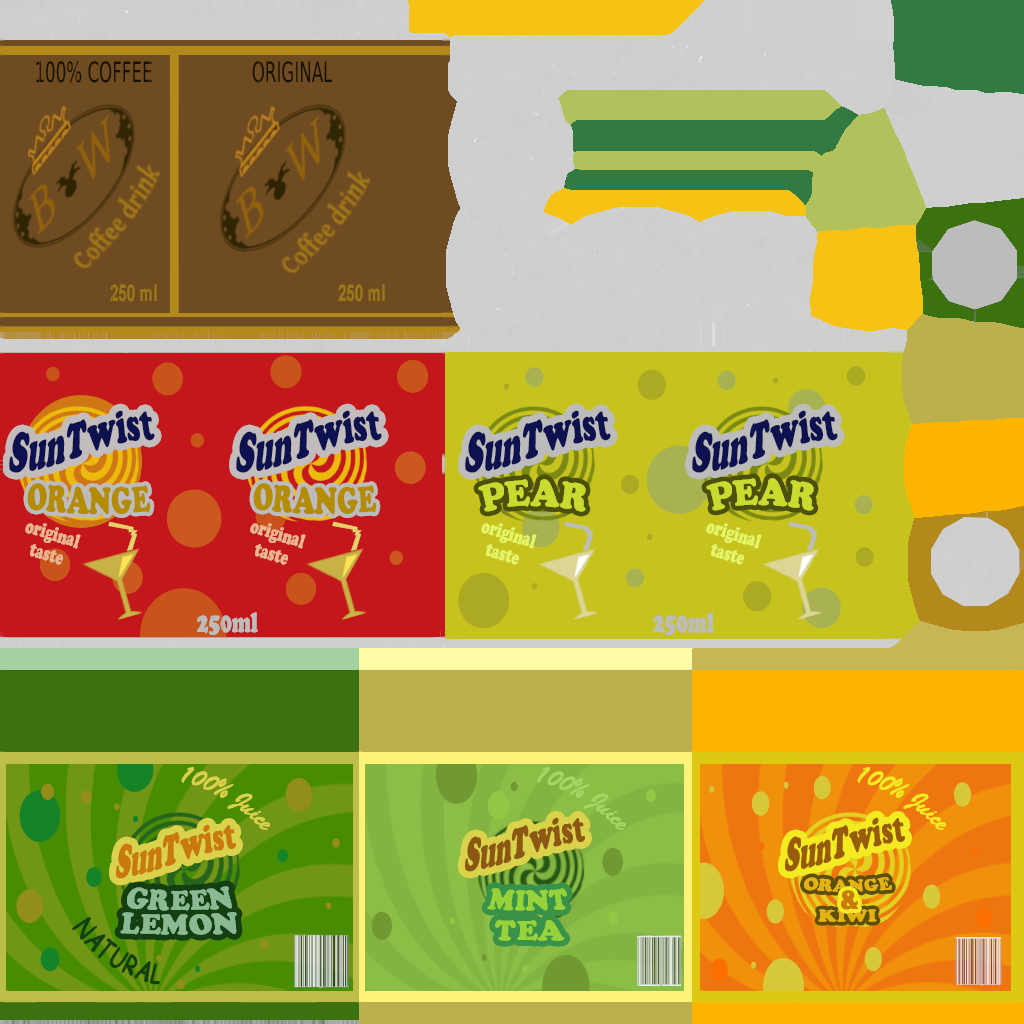 100% COFFEE
B W
Coffee drink
250 ml
ORIGINAL
B W
Coffee drink
250 ml
SunTwist
ORANGE
original
taste
SunTwist
ORANGE
original
taste
250ml
SunTwist
PEAR
original
taste
SunTwist
PEAR
original
taste
250ml
100% Juice
SunTwist
GREEN
LEMON
NATURAL
100% Juice
SunTwist
MINT
TEA
100% Juice
SunTwist
ORANGE
&
KIWI